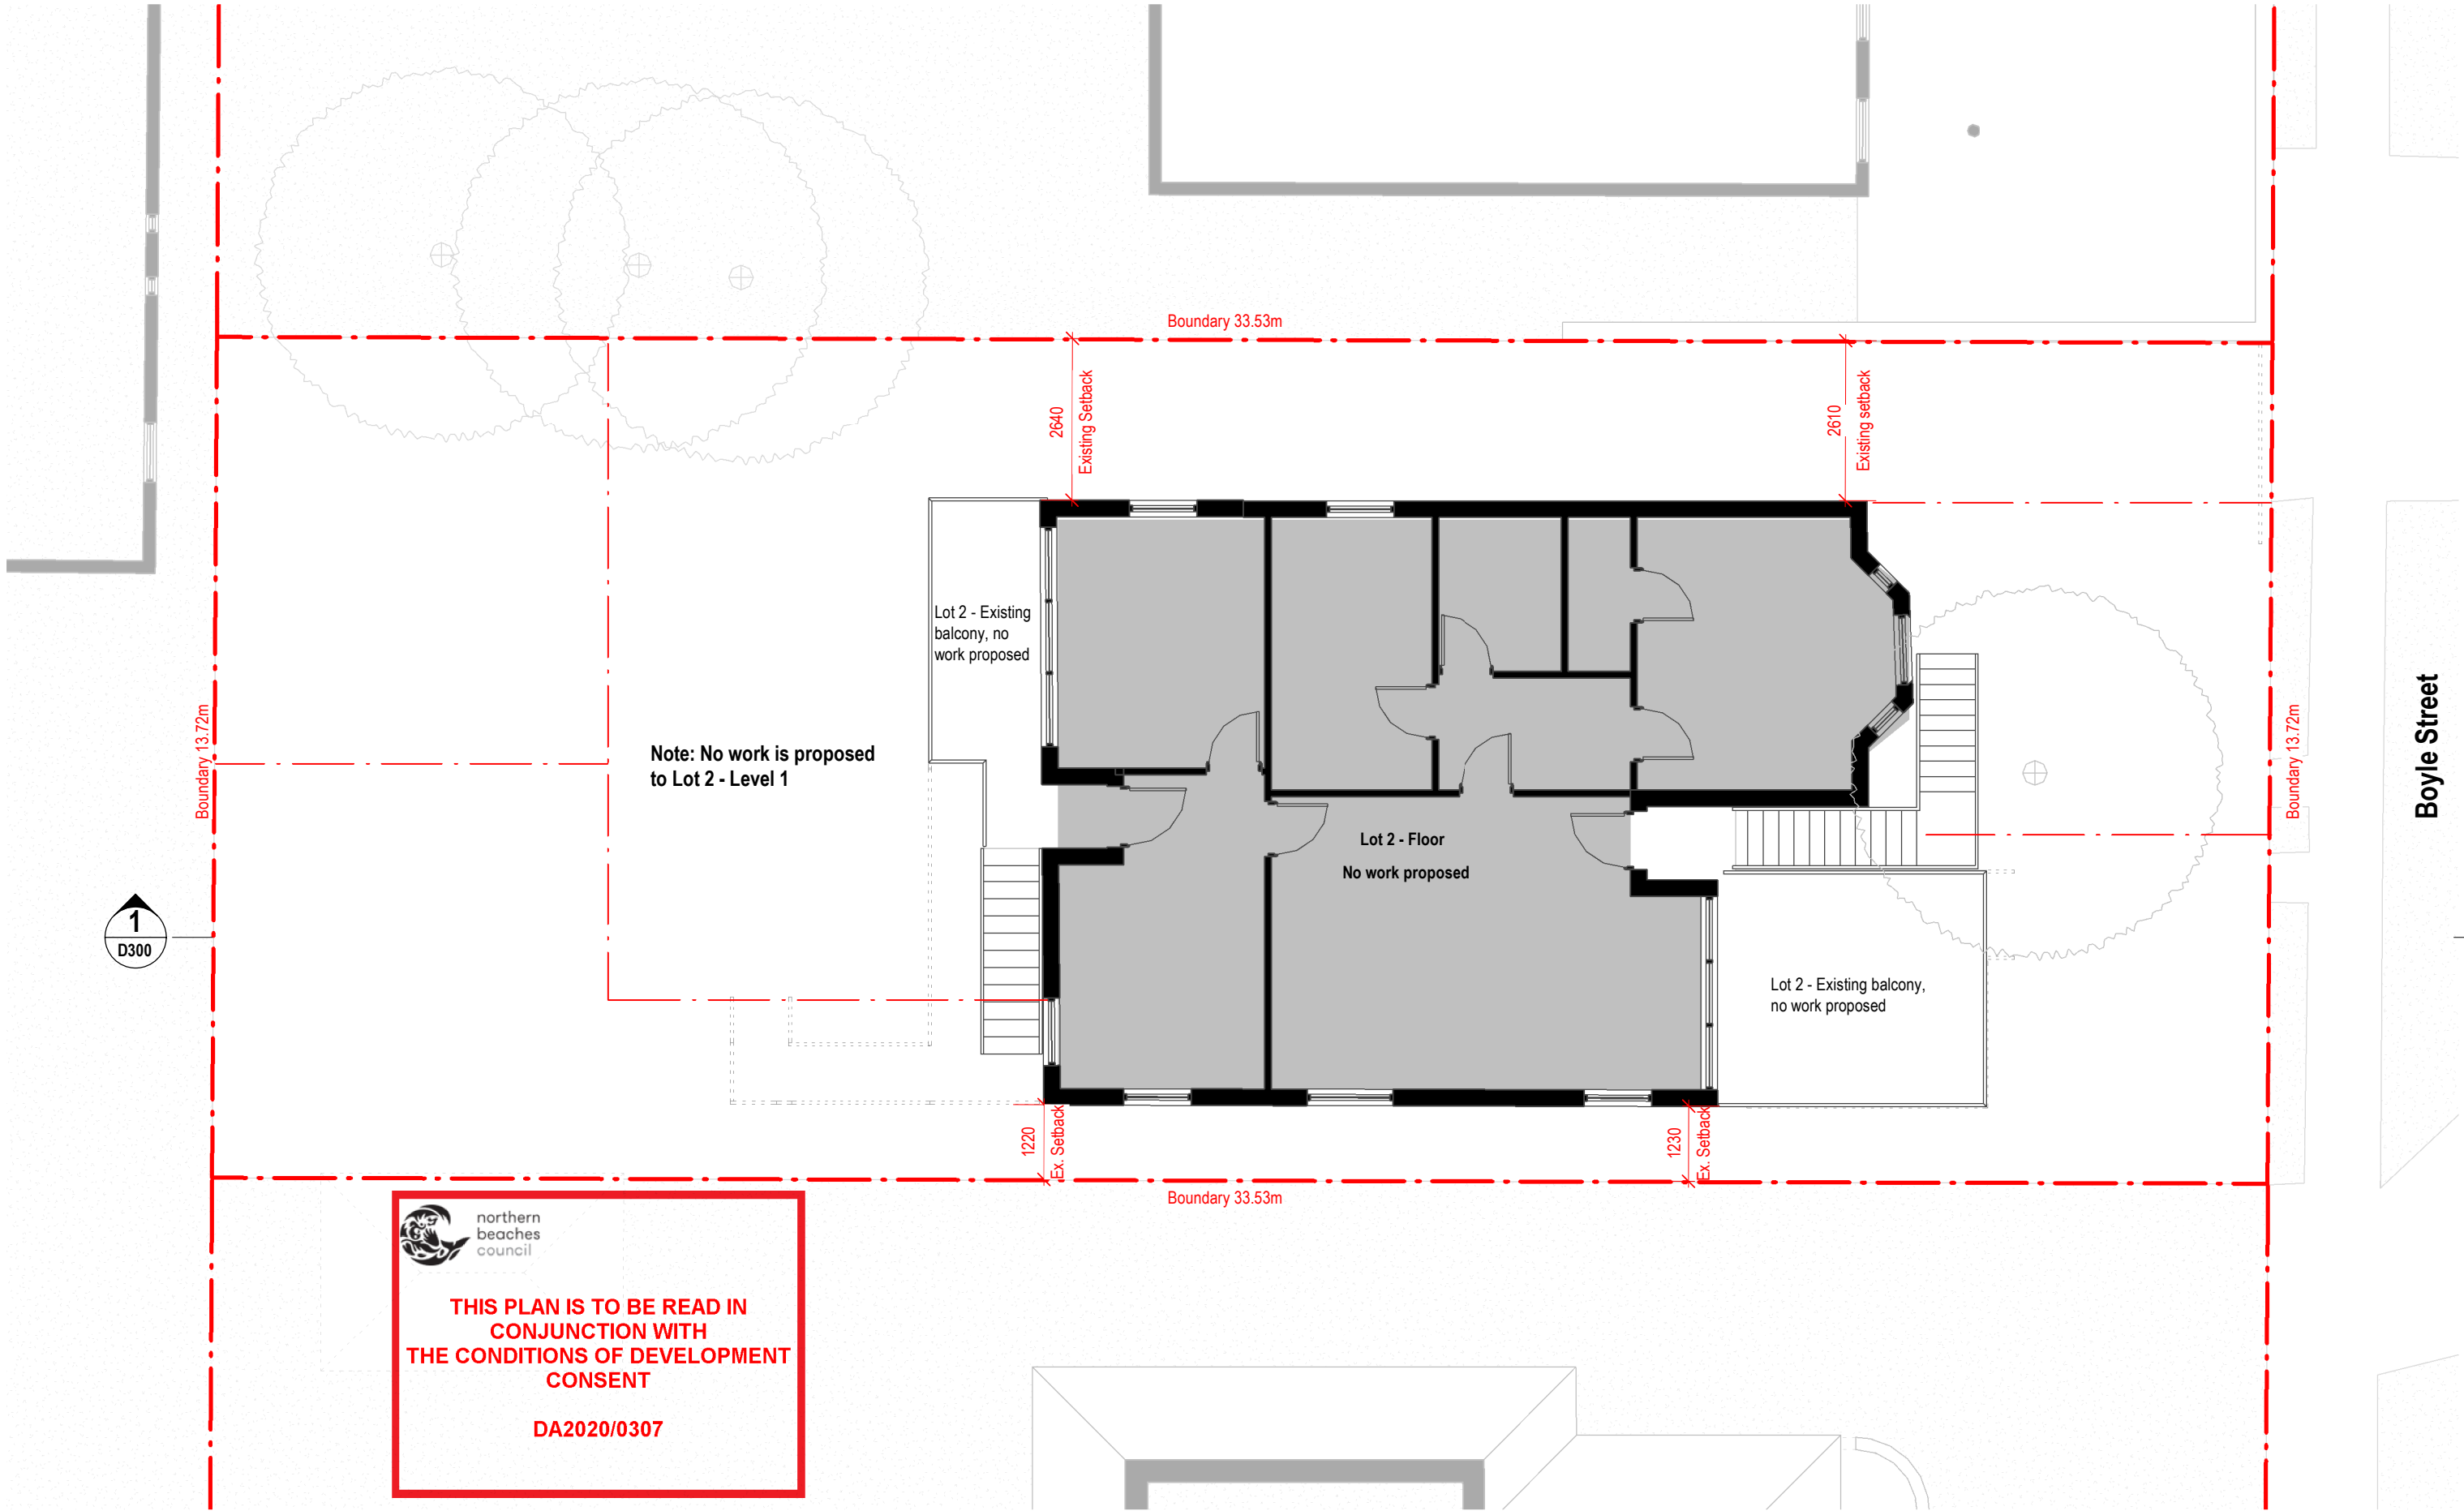 Boundary 33.53m
2640
Existing Setback
2610
Existing setback
Lot 2 - Existing
balcony, no
work proposed
Boundary 13.72m
Note: No work is proposed
to Lot 2 - Level 1
Boundary 13.72m
Boyle Street
Lot 2 - Floor
No work proposed
1
D300
Lot 2 - Existing balcony,
no work proposed
1220
Ex. Setback
1230
Ex. Setback
Boundary 33.53m
northern
beaches
council
THIS PLAN IS TO BE READ IN
CONJUNCTION WITH
THE CONDITIONS OF DEVELOPMENT
CONSENT
DA2020/0307